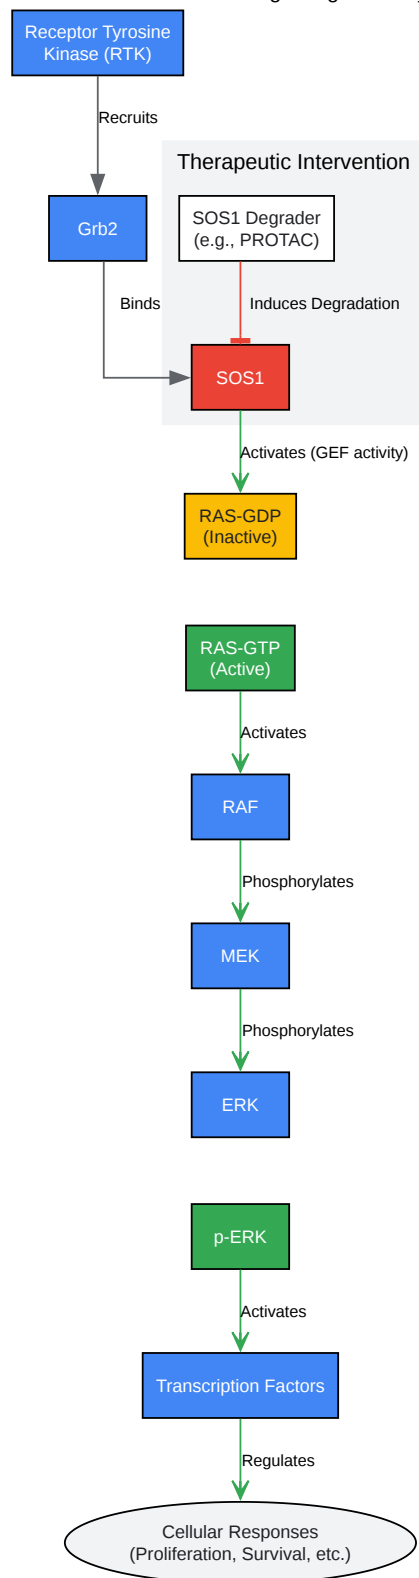 Receptor Tyrosine
Kinase (RTK)
Recruits
Therapeutic Intervention
Grb2
SOS1 Degrader
(e.g., PROTAC)
Binds
Induces Degradation
SOS1
Activates (GEF activity)
RAS-GDP
(Inactive)
RAS-GTP
(Active)
Activates
RAF
Phosphorylates
MEK
Phosphorylates
ERK
p-ERK
Activates
Transcription Factors
Regulates
Cellular Responses
(Proliferation, Survival, etc.)